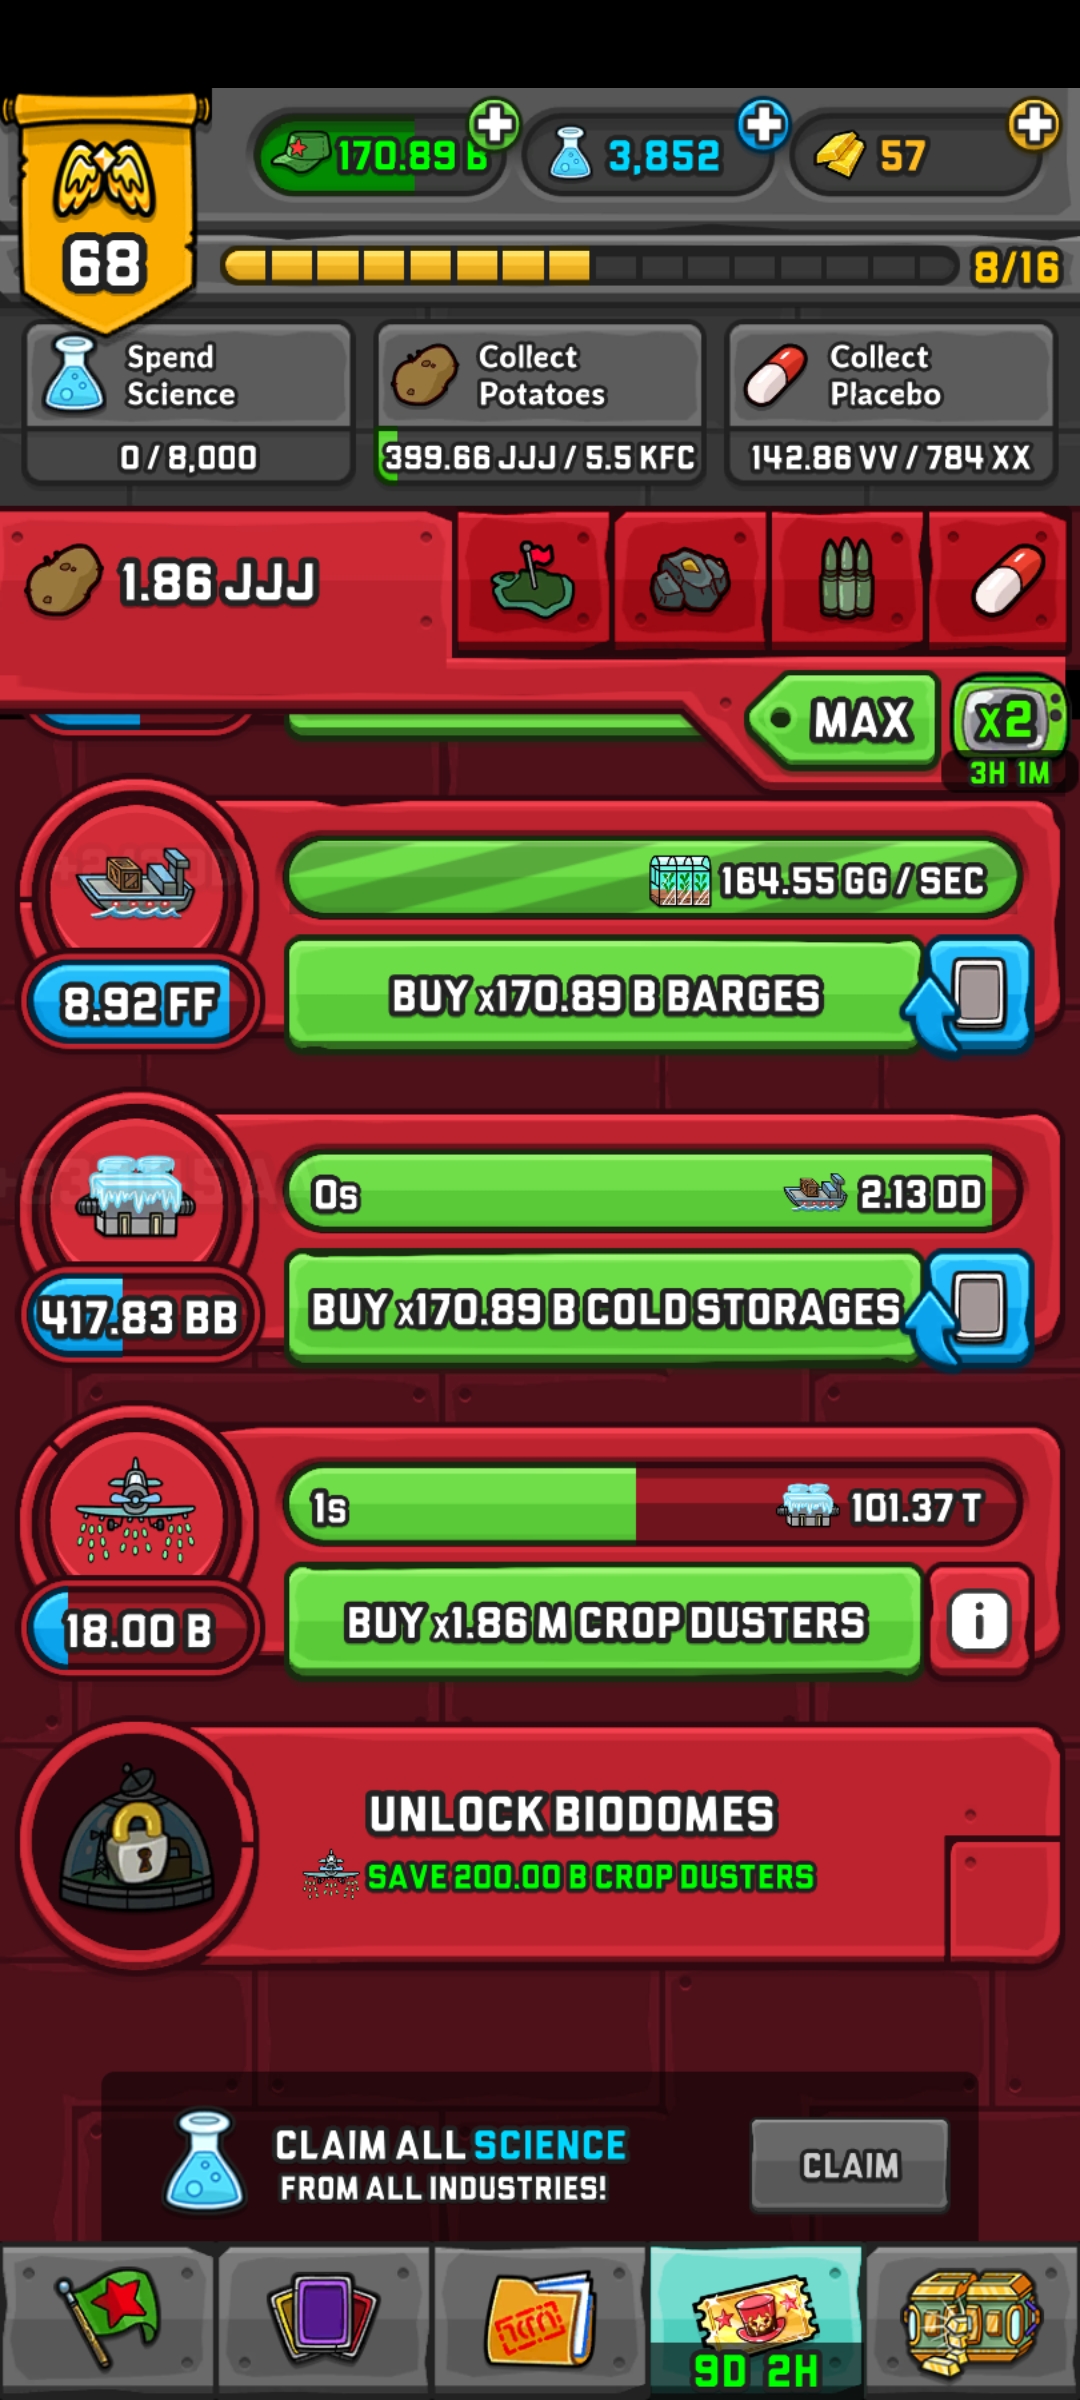 170.89 B
3,852
57
68
8/16
Spend
Science
0 / 8,000
Collect
Potatoes
399.66 JJJ / 5.5 KFC
Collect
Placebo
142.86 VV / 784 XX
1.86 JJJ
MAX
x2
3H 1M
164.55 GG / SEC
8.92 FF
BUY x170.89 B BARGES
0s
2.13 DD
417.83 BB
BUY x170.89 B COLD STORAGES
1s
101.37 T
18.00 B
BUY x1.86 M CROP DUSTERS
i
UNLOCK BIODOMES
SAVE 200.00 B CROP DUSTERS
CLAIM ALL SCIENCE
FROM ALL INDUSTRIES!
CLAIM
9D 2H